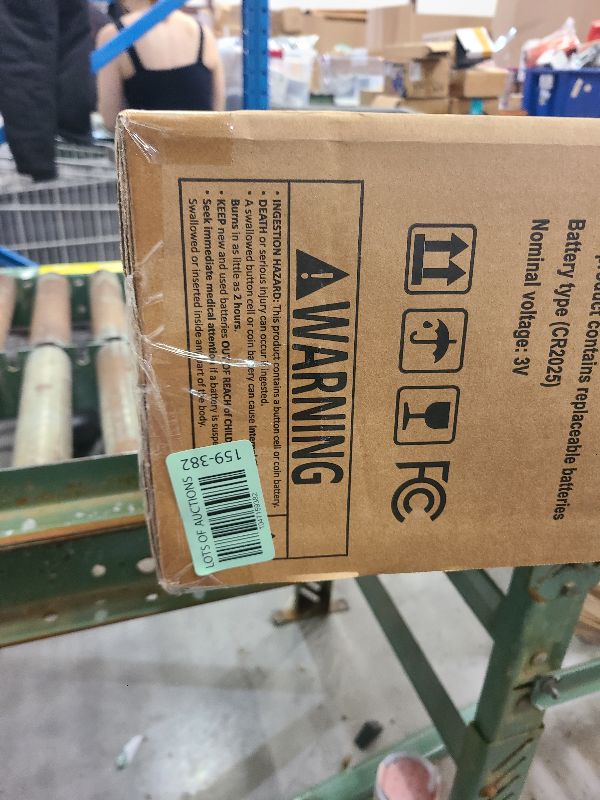 WARNING
• INGESTION HAZARD: This product contains a button cell or coin battery.
• DEATH or serious injury can occur if ingested.
• A swallowed button cell or coin battery can cause
Burns in as little as 2 hours.
• KEEP new and used batteries OUT OF REACH of
• Seek immediate medical attention if a battery is
Swallowed or inserted inside any part of the body.
FC
contains replaceable batteries
Battery type (CR2025)
Nominal voltage: 3V
LOTS OF AUCTIONS
159-382